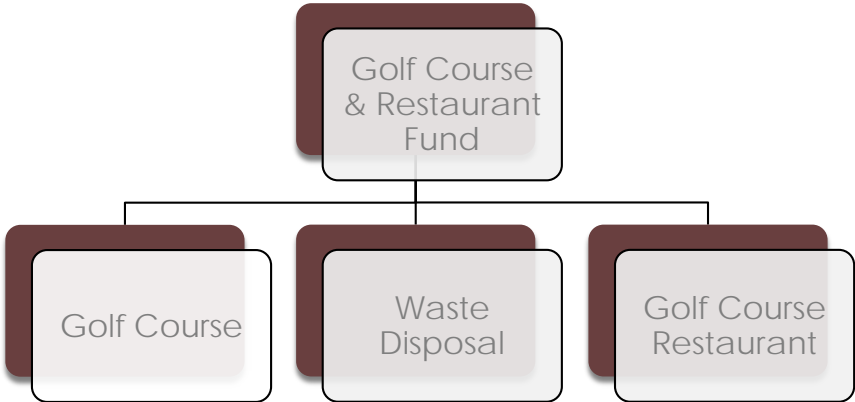 Golf Course
& Restaurant
Fund
Golf Course
Waste
Disposal
Golf Course
Restaurant